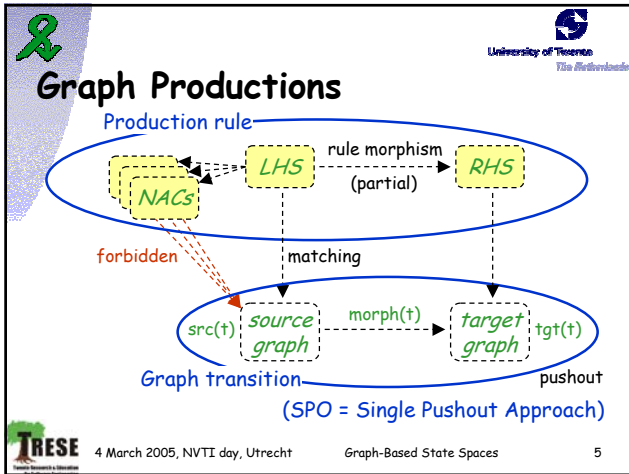 University of Twente
The Netherlands
Graph Productions
Production rule
LHS
rule morphism
(partial)
RHS
NACs
forbidden
matching
src(t)
source
graph
morph(t)
target
graph
tgt(t)
Graph transition
pushout
(SPO = Single Pushout Approach)
TRESE
4 March 2005, NVTI day, Utrecht
Graph-Based State Spaces
5